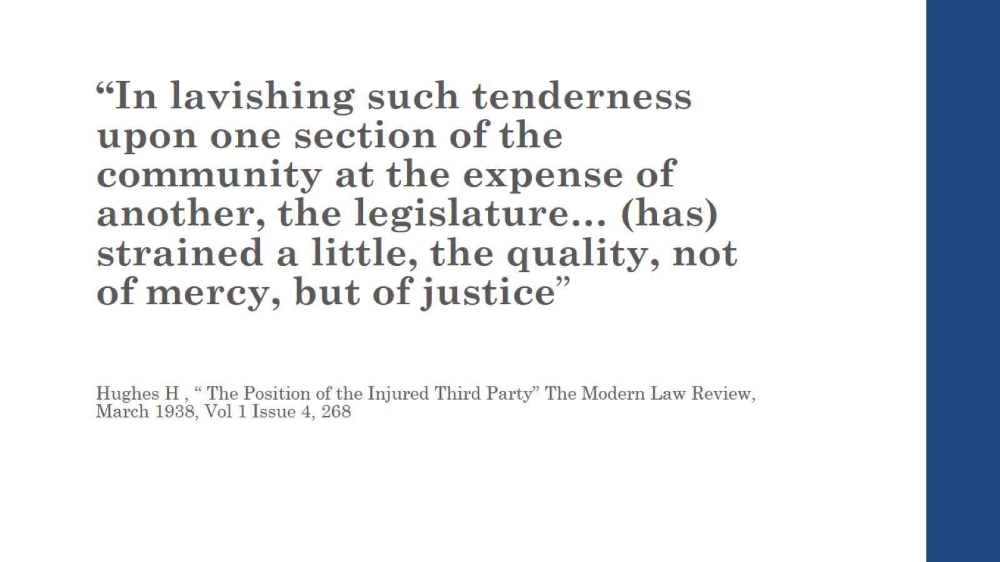 “In lavishing such tenderness
upon one section of the
community at the expense of
another, the legislature… (has)
strained a little, the quality, not
of mercy, but of justice”
Hughes H , “ The Position of the Injured Third Party” The Modern Law Review,
March 1938, Vol 1 Issue 4, 268